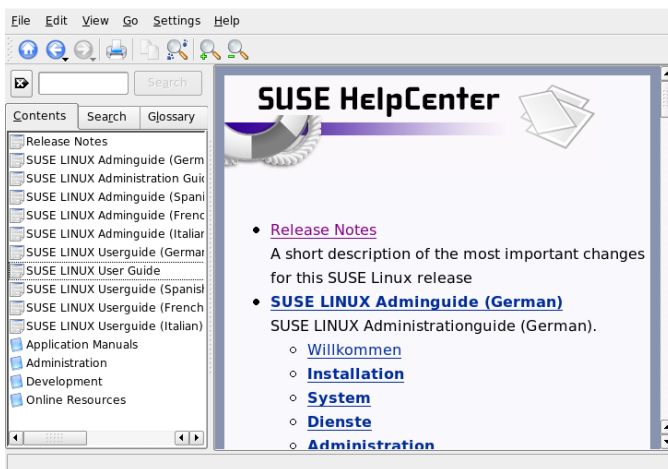 File Edit View Go Settings Help
Search
Contents Search Glossary
Release Notes
SUSE LINUX Adminguide (Germ
SUSE LINUX Administration Guid
SUSE LINUX Adminguide (Spani
SUSE LINUX Adminguide (Frenc
SUSE LINUX Adminguide (Italian
SUSE LINUX Userguide (German
SUSE LINUX User Guide
SUSE LINUX Userguide (Spanish
SUSE LINUX Userguide (French
SUSE LINUX Userguide (Italian)
Application Manuals
Administration
Development
Online Resources
SUSE HelpCenter
Release Notes
A short description of the most important changes
for this SUSE Linux release
SUSE LINUX Adminguide (German)
SUSE LINUX Administrationguide (German).
Willkommen
Installation
System
Dienste
Administration